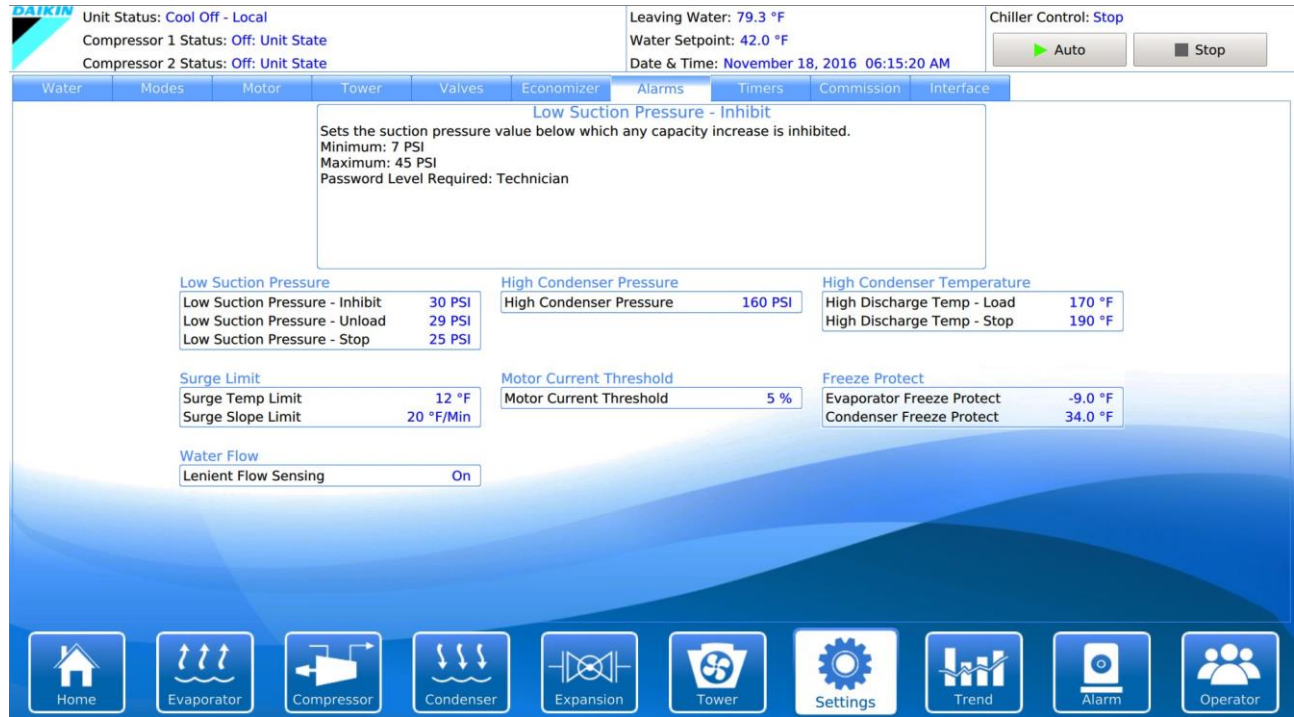 DAIKIN
Unit Status: Cool Off - Local
Compressor 1 Status: Off: Unit State
Compressor 2 Status: Off: Unit State
Leaving Water: 79.3 °F
Water Setpoint: 42.0 °F
Date & Time: November 18, 2016 06:15:20 AM
Chiller Control: Stop
Auto Stop
Water Modes Motor Tower Valves Economizer Alarms Timers Commission Interface
Low Suction Pressure - Inhibit
Sets the suction pressure value below which any capacity increase is inhibited.
Minimum: 7 PSI
Maximum: 45 PSI
Password Level Required: Technician
Low Suction Pressure
Low Suction Pressure - Inhibit 30 PSI
Low Suction Pressure - Unload 29 PSI
Low Suction Pressure - Stop 25 PSI
High Condenser Pressure
High Condenser Pressure 160 PSI
High Condenser Temperature
High Discharge Temp - Load 170 °F
High Discharge Temp - Stop 190 °F
Surge Limit
Surge Temp Limit 12 °F
Surge Slope Limit 20 °F/Min
Motor Current Threshold
Motor Current Threshold 5 %
Freeze Protect
Evaporator Freeze Protect -9.0 °F
Condenser Freeze Protect 34.0 °F
Water Flow
Lenient Flow Sensing On
Home Evaporator Compressor Condenser Expansion Tower Settings Trend Alarm Operator